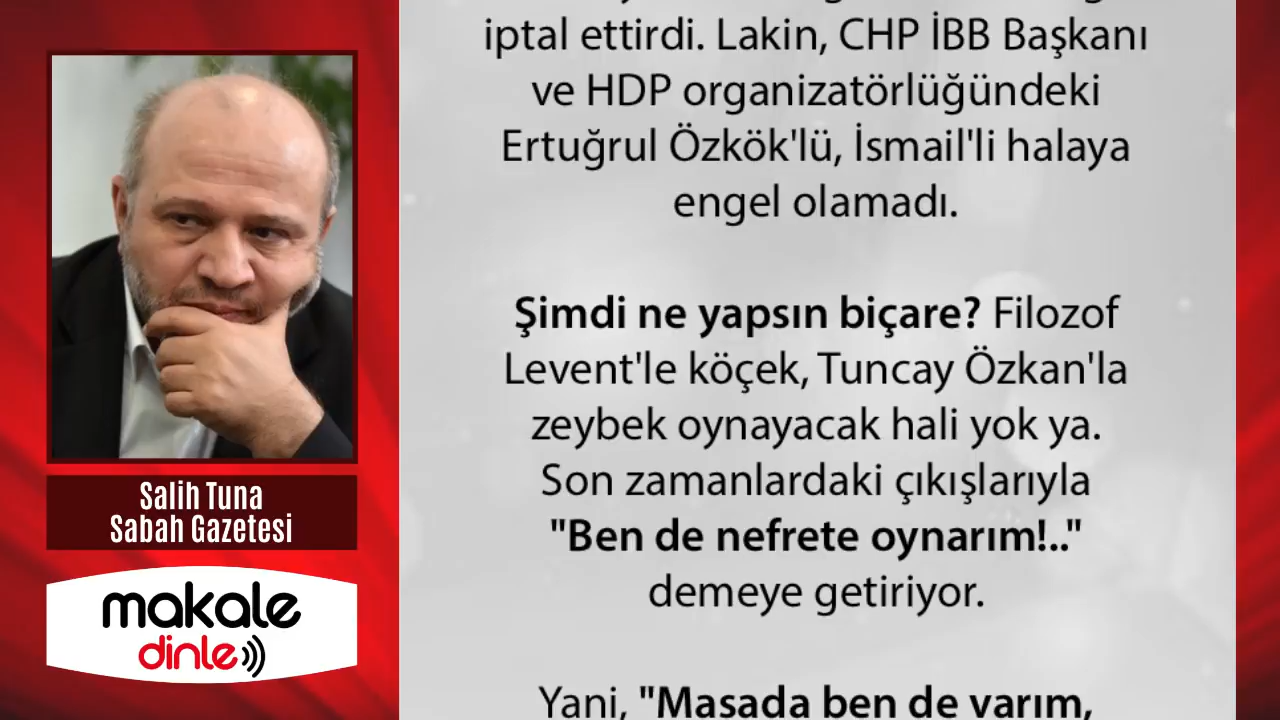 iptal ettirdi. Lakin, CHP İBB Başkanı
ve HDP organizatörlüğündeki
Ertuğrul Özkök'lü, İsmail'li halaya
engel olamadı.
Şimdi ne yapsın biçare? Filozof
Levent'le köçek, Tuncay Özkan'la
zeybek oynayacak hali yok ya.
Son zamanlardaki çıkışlarıyla
"Ben de nefrete oynarım!.."
demeye getiriyor.
Yani, "Masada ben de varım,
Salih Tuna
Sabah Gazetesi
makale
dinle